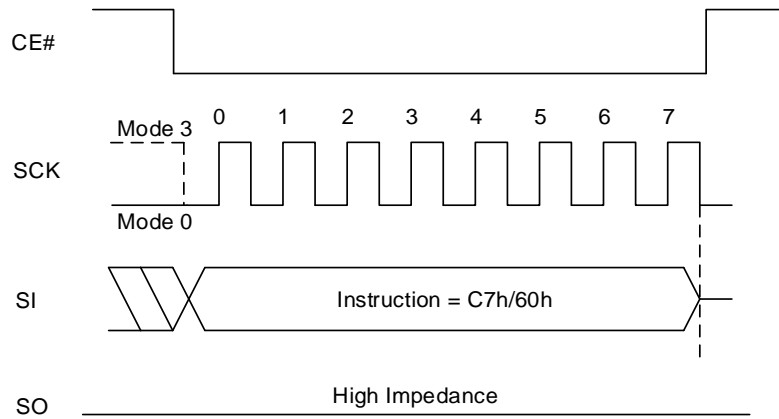 CE#
0 1 2 3 4 5 6 7
Mode 3
SCK
Mode 0
SI
Instruction = C7h/60h
High Impedance
SO